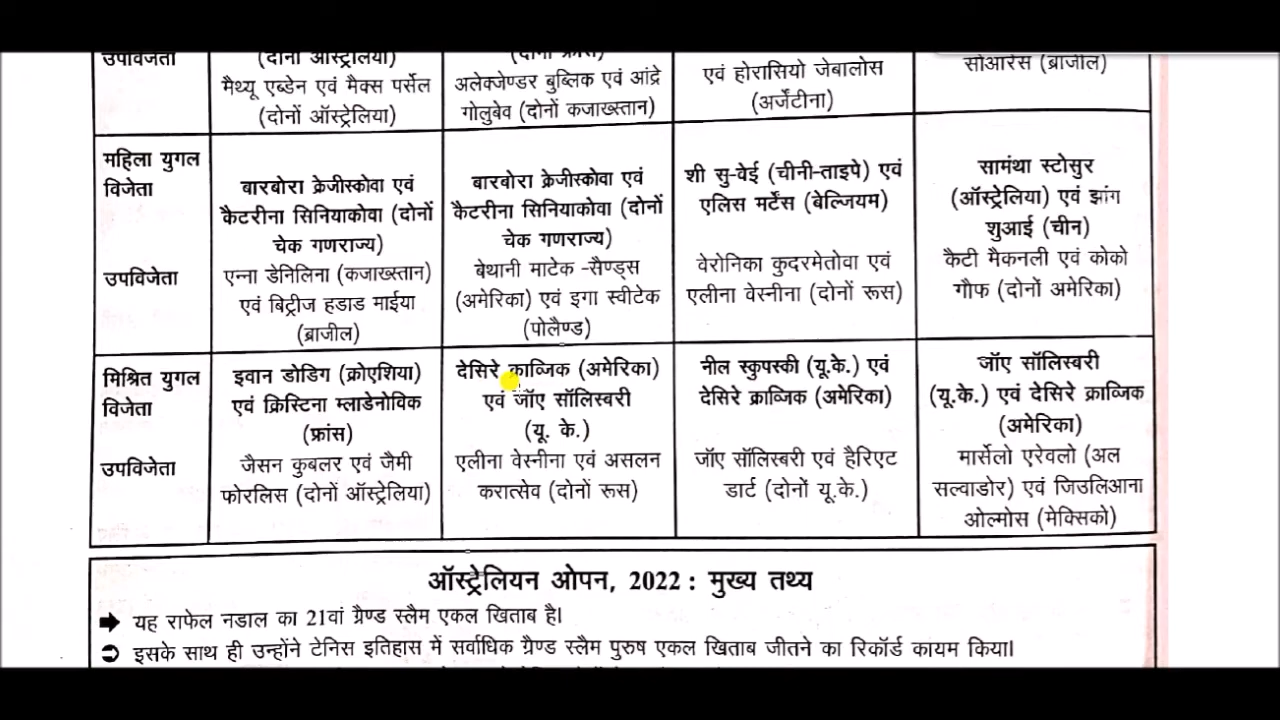 उपविजेता
(दोनों ऑस्ट्रेलिया)
मैथ्यू एब्डेन एवं मैक्स पर्सेल
(दोनों ऑस्ट्रेलिया)
(दोनों फ्रांस)
अलेक्जेण्डर बुब्लिक एवं आंद्रे
गोलुबेव (दोनों कजाख्स्तान)
एवं होरासियो जेबालोस
(अर्जेंटीना)
सोआरेस (ब्राजील)
महिला युगल
विजेता
बारबोरा क्रेजीस्कोवा एवं
कैटरीना सिनियाकोवा (दोनों
चेक गणराज्य)
बारबोरा क्रेजीस्कोवा एवं
कैटरीना सिनियाकोवा (दोनों
चेक गणराज्य)
शी सु-वेई (चीनी-ताइपे) एवं
एलिस मर्टेंस (बेल्जियम)
सामंथा स्टोसुर
(ऑस्ट्रेलिया) एवं झांग
शुआई (चीन)
उपविजेता
एन्ना डेनिलिना (कजाख्स्तान)
एवं बिट्रीज हडाड माईया
(ब्राजील)
बेथानी माटेक -सैण्ड्स
(अमेरिका) एवं इगा स्वीटेक
(पोलैण्ड)
वेरोनिका कुदरमेतोवा एवं
एलीना वेस्नीना (दोनों रूस)
कैटी मैकनली एवं कोको
गौफ (दोनों अमेरिका)
मिश्रित युगल
विजेता
इवान डोडिग (क्रोएशिया)
एवं क्रिस्टिना म्लाडेनोविक
(फ्रांस)
देसिरे क्राव्जिक (अमेरिका)
एवं जॉए सॉलिस्बरी
(यू. के.)
नील स्कुपस्की (यू.के.) एवं
देसिरे क्राव्जिक (अमेरिका)
जॉए सॉलिस्बरी
(यू.के.) एवं देसिरे क्राव्जिक
(अमेरिका)
उपविजेता
जैसन कुबलर एवं जैमी
फोरलिस (दोनों ऑस्ट्रेलिया)
एलीना वेस्नीना एवं असलन
करात्सेव (दोनों रूस)
जॉए सॉलिस्बरी एवं हैरिएट
डार्ट (दोनों यू.के.)
मार्सेलो एरेवलो (अल
सल्वाडोर) एवं जिउलिआना
ओल्मोस (मेक्सिको)
ऑस्ट्रेलियन ओपन, 2022 : मुख्य तथ्य
यह राफेल नडाल का 21वां ग्रैण्ड स्लैम एकल खिताब है।
इसके साथ ही उन्होंने टेनिस इतिहास में सर्वाधिक ग्रैण्ड स्लैम पुरुष एकल खिताब जीतने का रिकॉर्ड कायम किया।